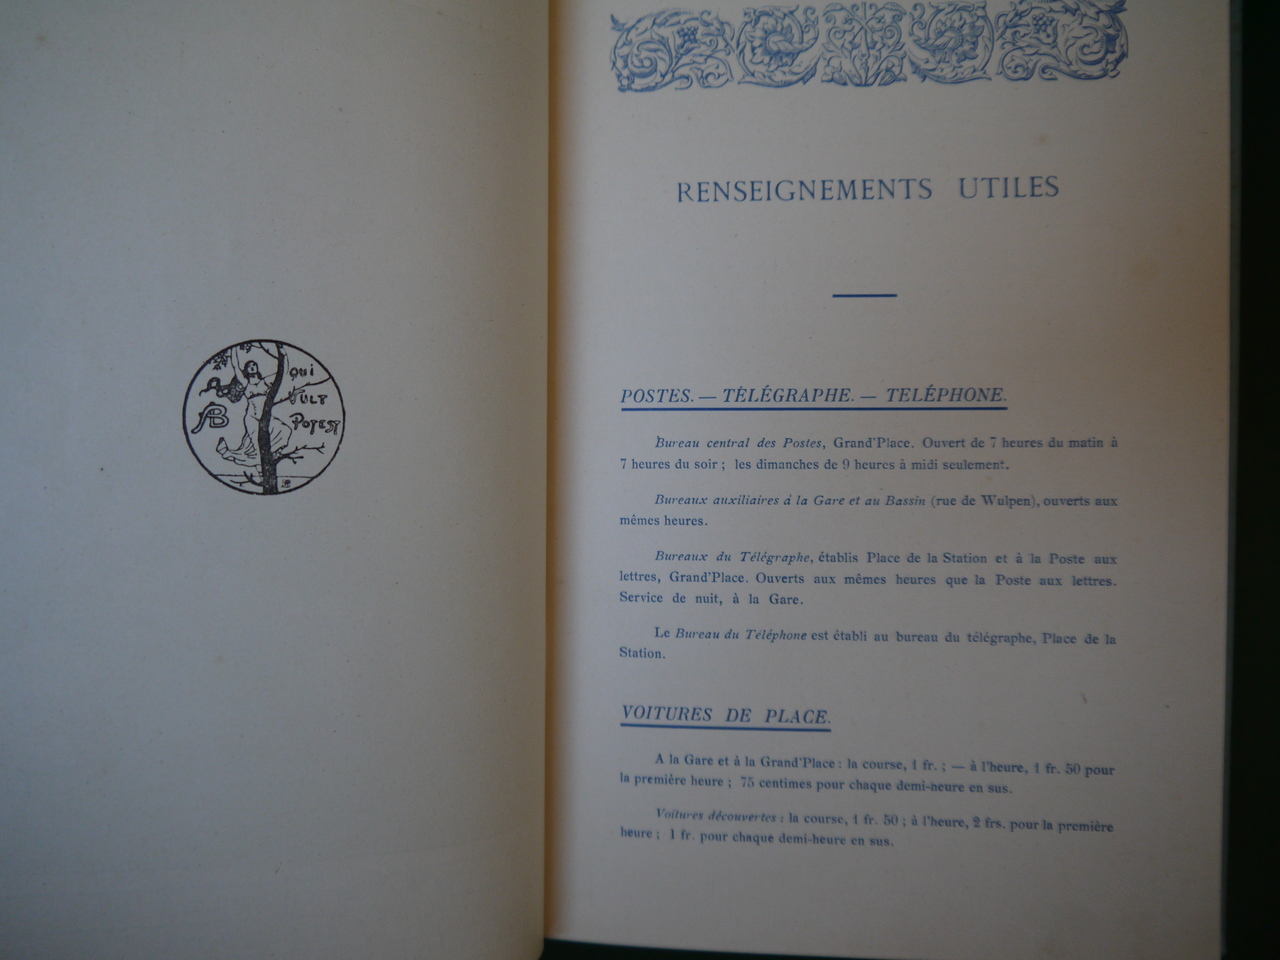 AB
QUI
VULT
POTEST
RENSEIGNEMENTS UTILES
POSTES. — TÉLÉGRAPHE. — TELÉPHONE.
Bureau central des Postes, Grand'Place. Ouvert de 7 heures du matin à
7 heures du soir ; les dimanches de 9 heures à midi seulement.
Bureaux auxiliaires à la Gare et au Bassin (rue de Wulpen), ouverts aux
mêmes heures.
Bureaux du Télégraphe, établis Place de la Station et à la Poste aux
lettres, Grand'Place. Ouverts aux mêmes heures que la Poste aux lettres.
Service de nuit, à la Gare.
Le Bureau du Téléphone est établi au bureau du télégraphe, Place de la
Station.
VOITURES DE PLACE.
A la Gare et à la Grand'Place : la course, 1 fr. ; — à l'heure, 1 fr. 50 pour
la première heure ; 75 centimes pour chaque demi-heure en sus.
Voitures découvertes : la course, 1 fr. 50 ; à l'heure, 2 frs. pour la première
heure ; 1 fr. pour chaque demi-heure en sus.